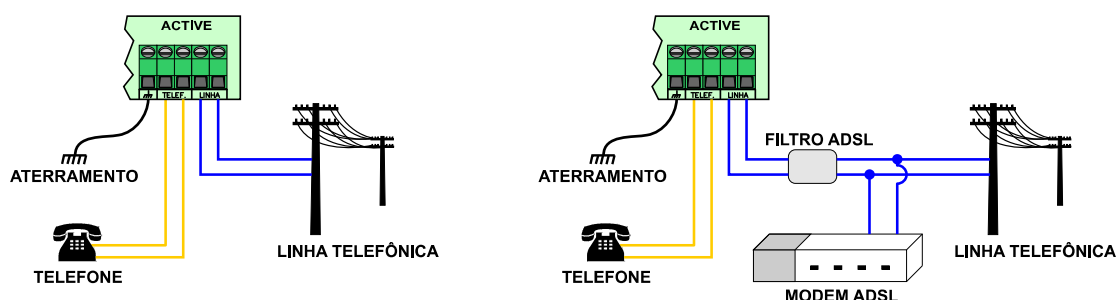 ACTIVE
TELEF. LINHA
ATERRAMENTO
TELEFONE
LINHA TELEFÔNICA
ACTIVE
TELEF. LINHA
FILTRO ADSL
ATERRAMENTO
TELEFONE
LINHA TELEFÔNICA
MODEM ADSL